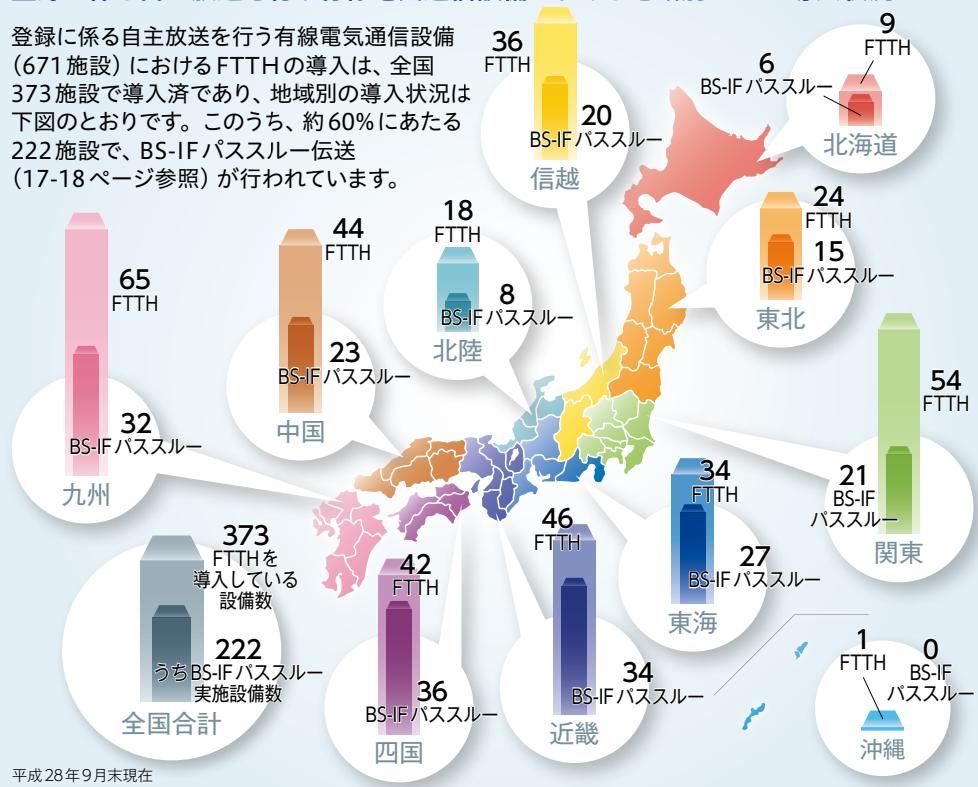 登録に係る自主放送を行う有線電気通信設備
（671施設）におけるFTTHの導入は、全国
373施設で導入済であり、地域別の導入状況は
下図のとおりです。このうち、約60%にあたる
222施設で、BS-IFパススルー伝送
（17-18ページ参照）が行われています。
36
FTTH
20
BS-IFパススルー
信越
9
FTTH
6
BS-IFパススルー
北海道
65
FTTH
32
BS-IFパススルー
九州
44
FTTH
23
BS-IFパススルー
中国
18
FTTH
8
BS-IFパススルー
北陸
24
FTTH
15
BS-IFパススルー
東北
54
FTTH
21
BS-IF
パススルー
関東
373
FTTHを
導入している
設備数
222
うちBS-IFパススルー
実施設備数
全国合計
42
FTTH
36
BS-IFパススルー
四国
46
FTTH
34
BS-IFパススルー
近畿
34
FTTH
27
BS-IFパススルー
東海
1
FTTH
0
BS-IF
パススルー
沖縄
平成28年9月末現在